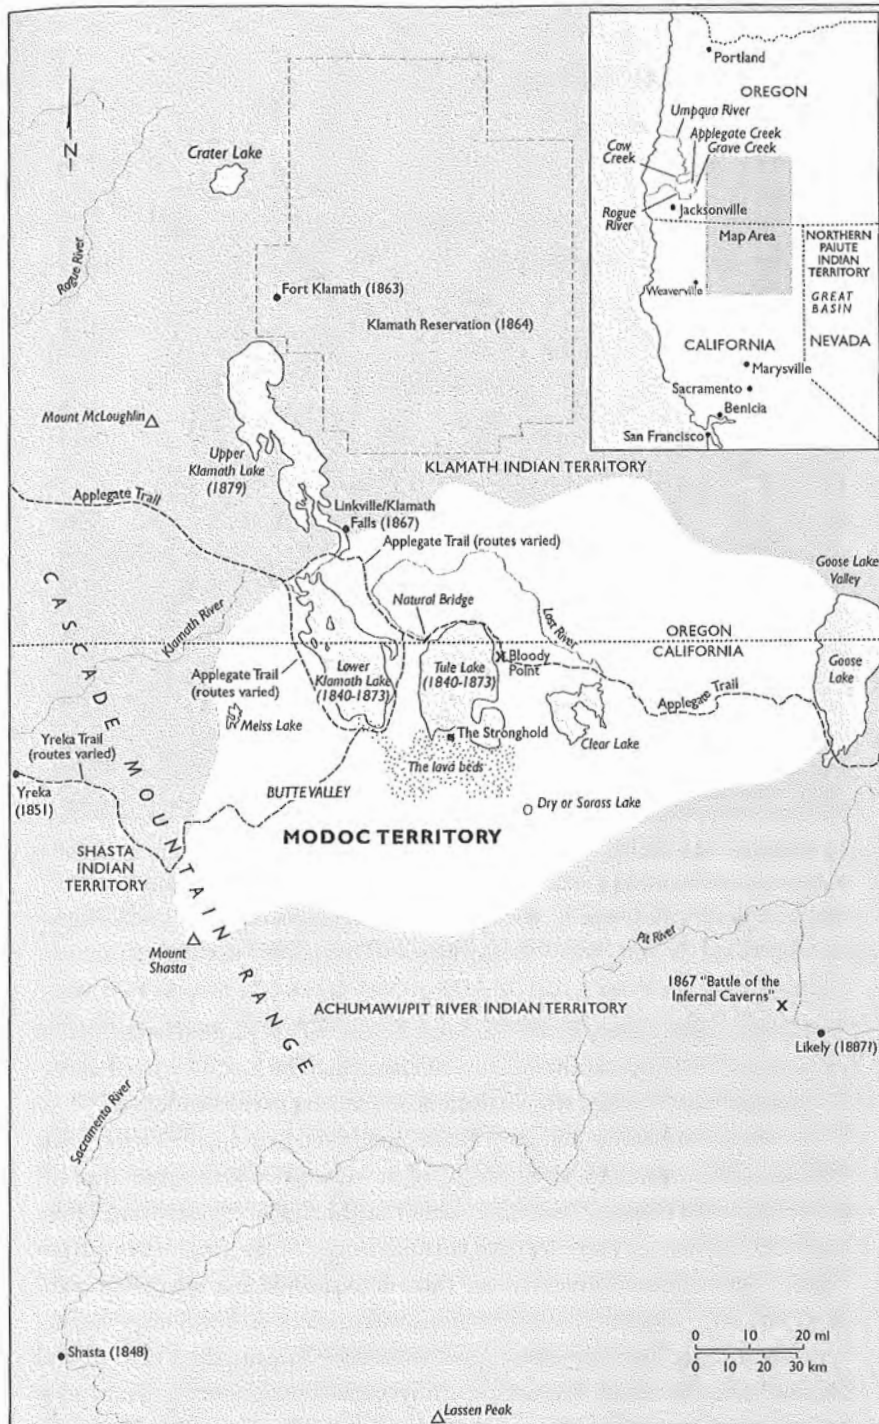 N
Crater Lake
Rogue River
Fort Klamath (1863)
Klamath Reservation (1864)
Mount McLoughlin
Upper
Klamath Lake
(1879)
KLAMATH INDIAN TERRITORY
Applegate Trail
Linkville/Klamath
Falls (1867)
Applegate Trail (routes varied)
Goose Lake
Valley
CASCADE MOUNTAIN RANGE
Klamath River
Natural Bridge
Lost River
OREGON
CALIFORNIA
Bloody
Point
Applegate Trail
(routes varied)
Lower
Klamath Lake
(1840-1873)
Tule Lake
(1840-1873)
Goose
Lake
Applegate Trail
Meiss Lake
The Stronghold
Clear Lake
Yreka Trail
(routes varied)
The lava beds
Yreka
(1851)
BUTTE VALLEY
Dry or Sorass Lake
MODOC TERRITORY
SHASTA
INDIAN
TERRITORY
Mount
Shasta
Pit River
1867 "Battle of the
Infernal Caverns"
ACHUMAWI/PIT RIVER INDIAN TERRITORY
Likely (188??)
Sacramento River
Shasta (1848)
Lassen Peak
0 10 20 ml
0 10 20 30 km
Portland
OREGON
Umpqua River
Applegate Creek
Grave Creek
Cow
Creek
Rogue
River
Jacksonville
Map Area
NORTHERN
PAIUTE
INDIAN
TERRITORY
Weaverville
GREAT
BASIN
CALIFORNIA
NEVADA
Marysville
Sacramento
Benicia
San Francisco